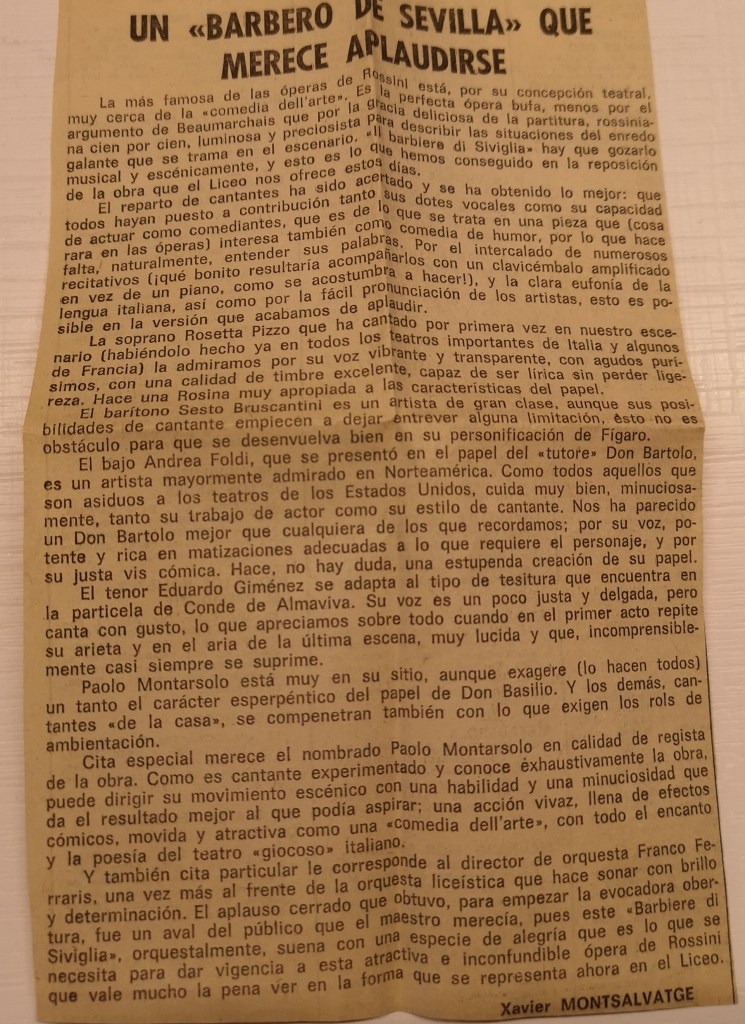 UN «BARBERO DE SEVILLA» QUE
MERECE APLAUDIRSE
La más famosa de las óperas de Rossini está, por su concepción teatral,
muy cerca de la «comedia dell'arte». Es la perfecta ópera bufa, menos por el
argumento de Beaumarchais que por la gracia deliciosa de la partitura, rossinia-
na cien por cien, luminosa y preciosista para describir las situaciones del enredo
galante que se trama en el escenario. «Il barbiere di Siviglia» hay que gozarlo
musical y escénicamente, y esto es lo que hemos conseguido en la reposición
de la obra que el Liceo nos ofrece estos días.
El reparto de cantantes ha sido acertado y se ha obtenido lo mejor: que
todos hayan puesto a contribución tanto sus dotes vocales como su capacidad
de actuar como comediantes, que es de lo que se trata en una pieza que (cosa
rara en las óperas) interesa también como comedia de humor, por lo que hace
falta, naturalmente, entender sus palabras. Por el intercalado de numerosos
recitativos (¡qué bonito resultaría acompañarlos con un clavicémbalo amplificado
en vez de un piano, como se acostumbra a hacer!), y la clara eufonía de la
lengua italiana, así como por la fácil pronunciación de los artistas, esto es po-
sible en la versión que acabamos de aplaudir.
La soprano Rosetta Pizzo que ha cantado por primera vez en nuestro esce-
nario (habiéndolo hecho ya en todos los teatros importantes de Italia y algunos
de Francia) la admiramos por su voz vibrante y transparente, con agudos purí-
simos, con una calidad de timbre excelente, capaz de ser lírica sin perder lige-
reza. Hace una Rosina muy apropiada a las características del papel.
El barítono Sesto Bruscantini es un artista de gran clase, aunque sus posi-
bilidades de cantante empiecen a dejar entrever alguna limitación, ésto no es
obstáculo para que se desenvuelva bien en su personificación de Fígaro.
El bajo Andrea Foldi, que se presentó en el papel del «tutore» Don Bartolo,
es un artista mayormente admirado en Norteamérica. Como todos aquellos que
son asiduos a los teatros de los Estados Unidos, cuida muy bien, minuciosa-
mente, tanto su trabajo de actor como su estilo de cantante. Nos ha parecido
un Don Bartolo mejor que cualquiera de los que recordamos; por su voz, po-
tente y rica en matizaciones adecuadas a lo que requiere el personaje, y por
su justa vis cómica. Hace, no hay duda, una estupenda creación de su papel.
El tenor Eduardo Giménez se adapta al tipo de tesitura que encuentra en
la particela de Conde de Almaviva. Su voz es un poco justa y delgada, pero
canta con gusto, lo que apreciamos sobre todo cuando en el primer acto repite
su arieta y en el aria de la última escena, muy lucida y que, incomprensible-
mente casi siempre se suprime.
Paolo Montarsolo está muy en su sitio, aunque exagere (lo hacen todos)
un tanto el carácter esperpéntico del papel de Don Basilio. Y los demás, can-
tantes «de la casa», se compenetran también con lo que exigen los rols de
ambientación.
Cita especial merece el nombrado Paolo Montarsolo en calidad de regista
de la obra. Como es cantante experimentado y conoce exhaustivamente la obra,
puede dirigir su movimiento escénico con una habilidad y una minuciosidad que
da el resultado mejor al que podía aspirar; una acción vivaz, llena de efectos
cómicos, movida y atractiva como una «comedia dell'arte», con todo el encanto
y la poesía del teatro «giocoso» italiano.
Y también cita particular le corresponde al director de orquesta Franco Fe-
rraris, una vez más al frente de la orquesta liceística que hace sonar con brillo
y determinación. El aplauso cerrado que obtuvo, para empezar la evocadora ober-
tura, fue un aval del público que el maestro merecía, pues este «Barbiere di
Siviglia», orquestalmente, suena con una especie de alegría que es lo que se
necesita para dar vigencia a esta atractiva e inconfundible ópera de Rossini
que vale mucho la pena ver en la forma que se representa ahora en el Liceo.
Xavier MONTSALVATGE